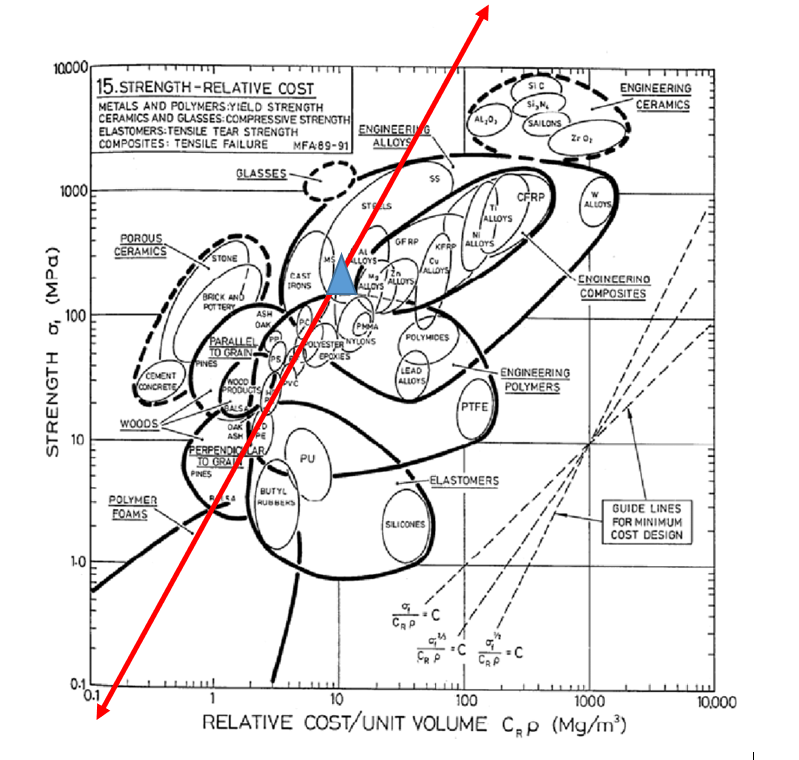 10.000
15.STRENGTH-RELATIVE COST
METALS AND POLYMERS:YIELD STRENGTH
CERAMICS AND GLASSES:COMPRESSIVE STRENGTH
ELASTOMERS:TENSILE TEAR STRENGTH
COMPOSITES: TENSILE FAILURE MFA:89-91
ENGINEERING
CERAMICS
Si C
Si3N4
Al2O3
SAILONS
ZrO2
ENGINEERING
ALLOYS
GLASSES
1000
SS
STEELS
CFRP
W
ALLOYS
Ti
ALLOYS
Ni
ALLOYS
POROUS
CERAMICS
STONE
GFRP
KFRP
MS
Al
ALLOYS
Cu
ALLOYS
CAST
IRONS
Mg
ALLOYS
Zn
ALLOYS
ENGINEERING
COMPOSITES
BRICK AND
POTTERY
100
ASH
OAK
PC
PMMA
NYLONS
PP
PARALLEL
TO GRAIN
PINES
PS
POLYESTER
EPOXIES
POLYMIDES
CEMENT
CONCRETE
PVC
LEAD
ALLOYS
ENGINEERING
POLYMERS
WOOD
PRODUCTS
BALSA
PTFE
WOODS
OAK
ASH
PE
10
PERPENDICULAR
TO GRAIN
PINES
PU
ELASTOMERS
BUTYL
RUBBERS
BALSA
SILICONES
POLYMER
FOAMS
GUIDE LINES
FOR MINIMUM
COST DESIGN
1.0
σf/CRρ = C
σf^2/3/CRρ = C
σf^1/2/CRρ = C
0.1
0.1 1 10 100 1000 10,000
STRENGTH σf (MPa)
RELATIVE COST/UNIT VOLUME CRρ (Mg/m³)